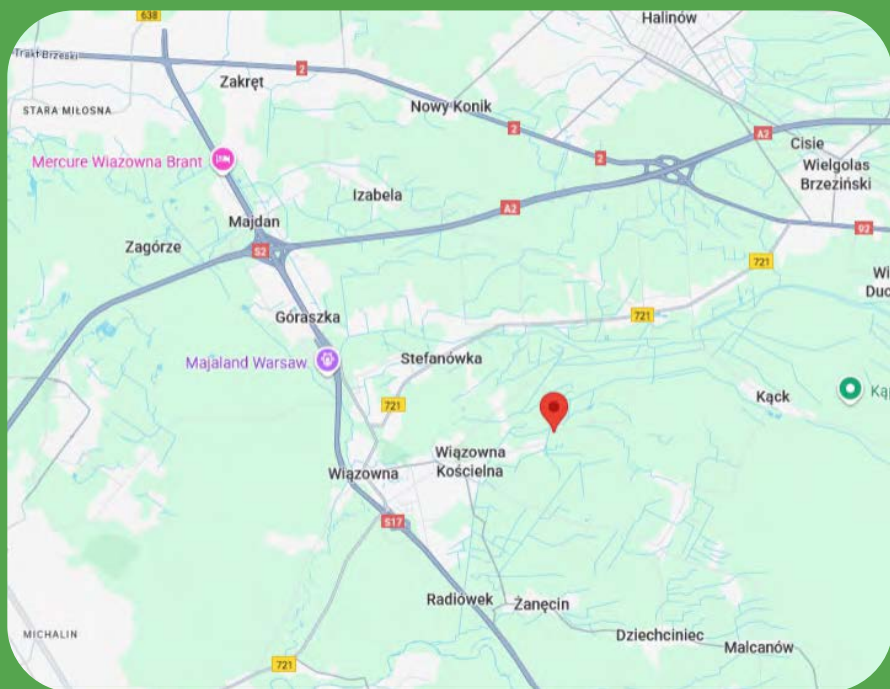 638
Halinów
Trakt Brzeski
Zakręt
2
STARA MIŁOSNA
Nowy Konik
2
A2
Cisie
Mercure Wiązowna Brant
2
Wielgolas
Brzeziński
Izabela
A2
Majdan
92
Zagórze
S2
721
Góraszka
721
Majaland Warsaw
Stefanówka
Kąck
721
Wiązowna
Kościelna
Wiązowna
S17
Radiówek
Żanęcin
MICHALIN
Dziechciniec
Malcanów
721